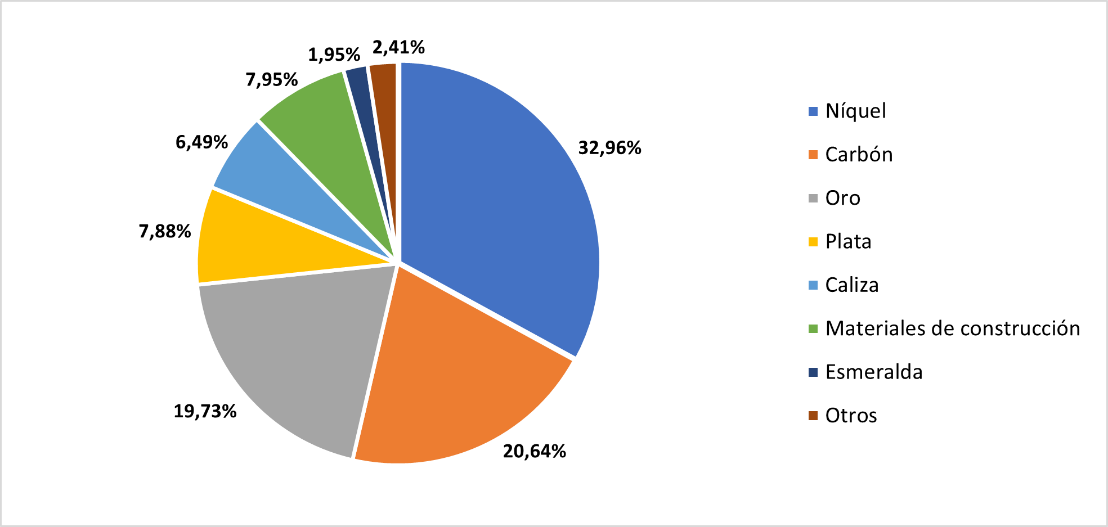 2,41%
1,95%
7,95%
6,49%
7,88%
19,73%
20,64%
32,96%
Níquel
Carbón
Oro
Plata
Caliza
Materiales de construcción
Esmeralda
Otros